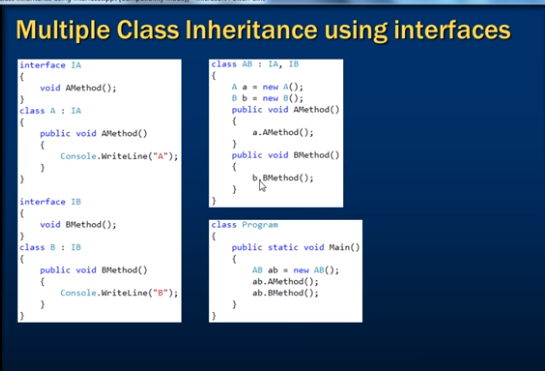 Multiple Class Inheritance using interfaces
interface IA
{
void AMethod();
}
class A : IA
{
public void AMethod()
{
Console.WriteLine("A");
}
}
interface IB
{
void BMethod();
}
class B : IB
{
public void BMethod()
{
Console.WriteLine("B");
}
}
class AB : IA, IB
{
A a = new A();
B b = new B();
public void AMethod()
{
a.AMethod();
}
public void BMethod()
{
b.BMethod();
}
}
class Program
{
public static void Main()
{
AB ab = new AB();
ab.AMethod();
ab.BMethod();
}
}